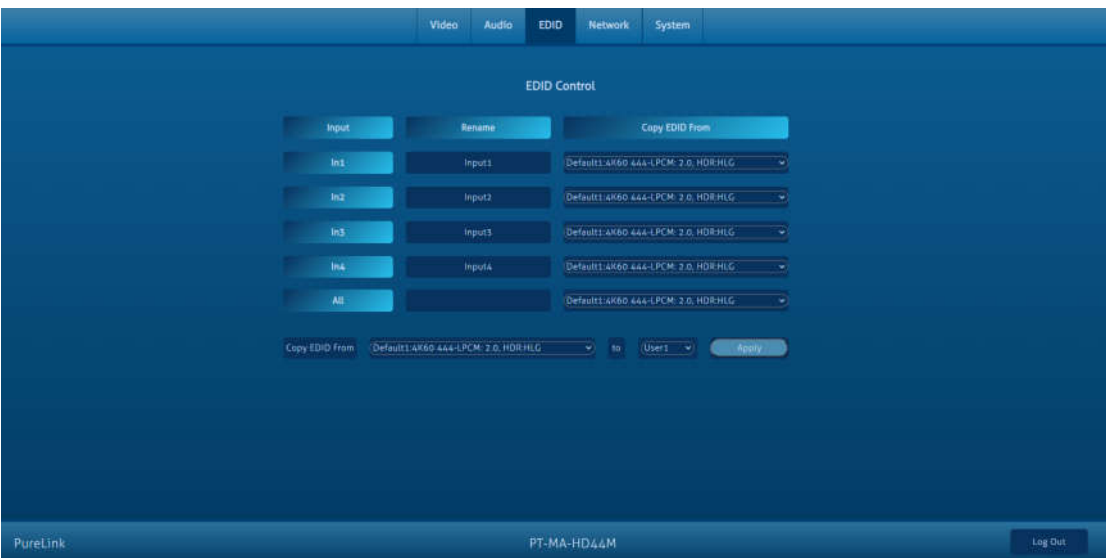 Video Audio EDID Network System
EDID Control
Input Rename Copy EDID From
In1 Input1 Default1:4K60 444-LPCM: 2.0, HDR:HLG
In2 Input2 Default1:4K60 444-LPCM: 2.0, HDR:HLG
In3 Input3 Default1:4K60 444-LPCM: 2.0, HDR:HLG
In4 Input4 Default1:4K60 444-LPCM: 2.0, HDR:HLG
All Default1:4K60 444-LPCM: 2.0, HDR:HLG
Copy EDID From Default1:4K60 444-LPCM: 2.0, HDR:HLG to User1 Apply
PureLink PT-MA-HD44M Log Out